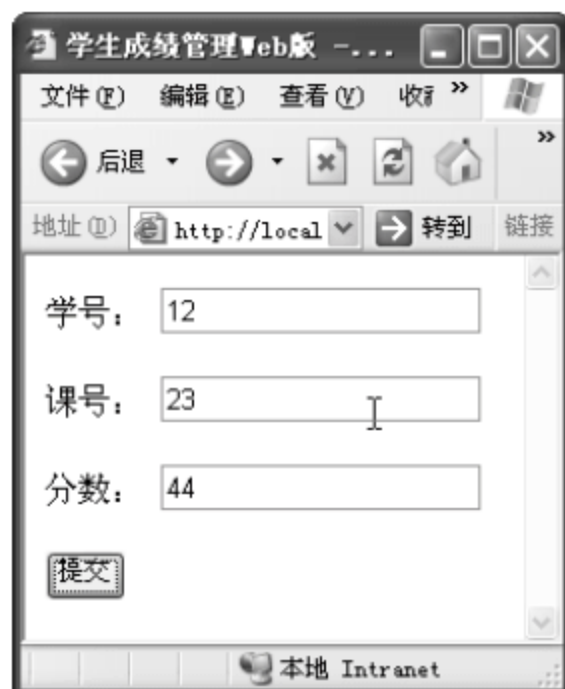 学生成绩管理Web版 -...
文件(F) 编辑(E) 查看(V) 收 »
后退 »
地址(D) http://local 转到 链接
学号： 12
课号： 23
分数： 44
提交
本地 Intranet